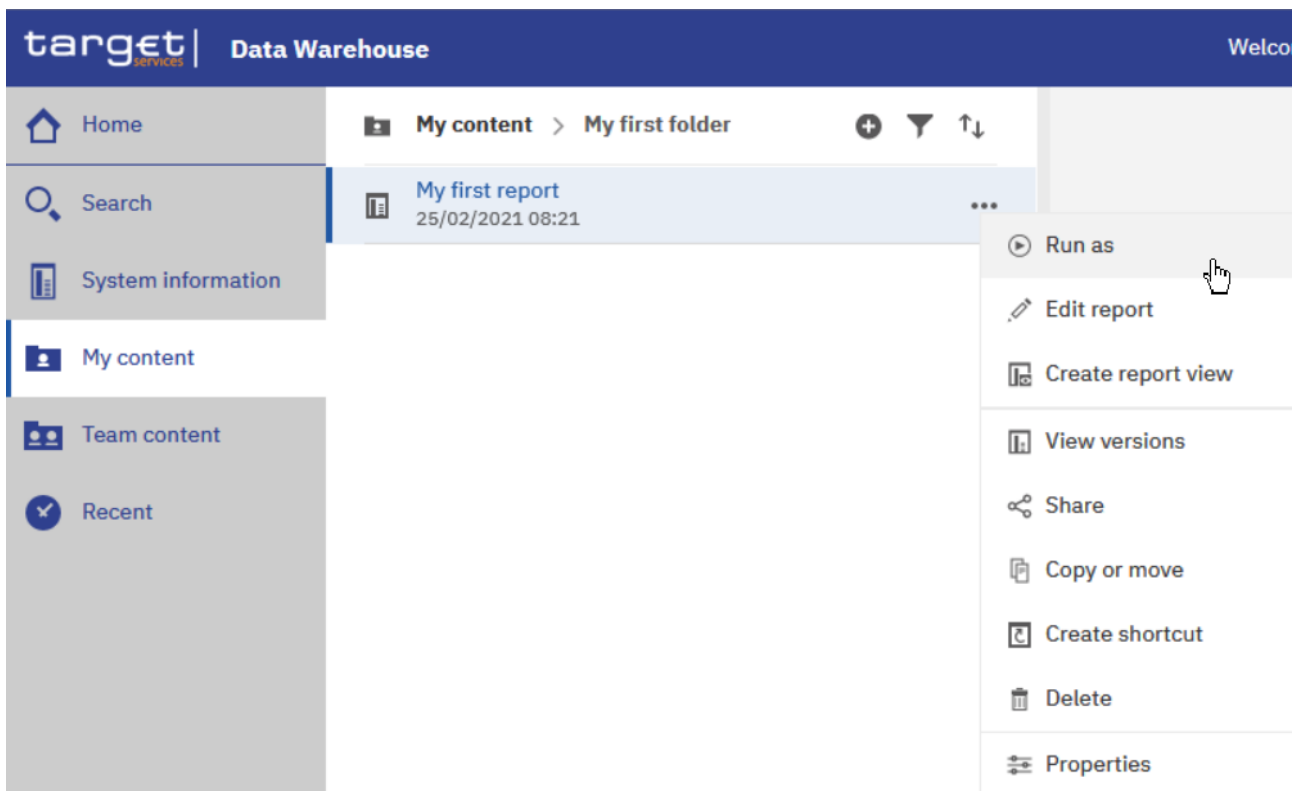 targ€t| Data Warehouse Welco
services
Home
My content > My first folder
Search
My first report
25/02/2021 08:21
System information
My content
Team content
Recent
Run as
Edit report
Create report view
View versions
Share
Copy or move
Create shortcut
Delete
Properties